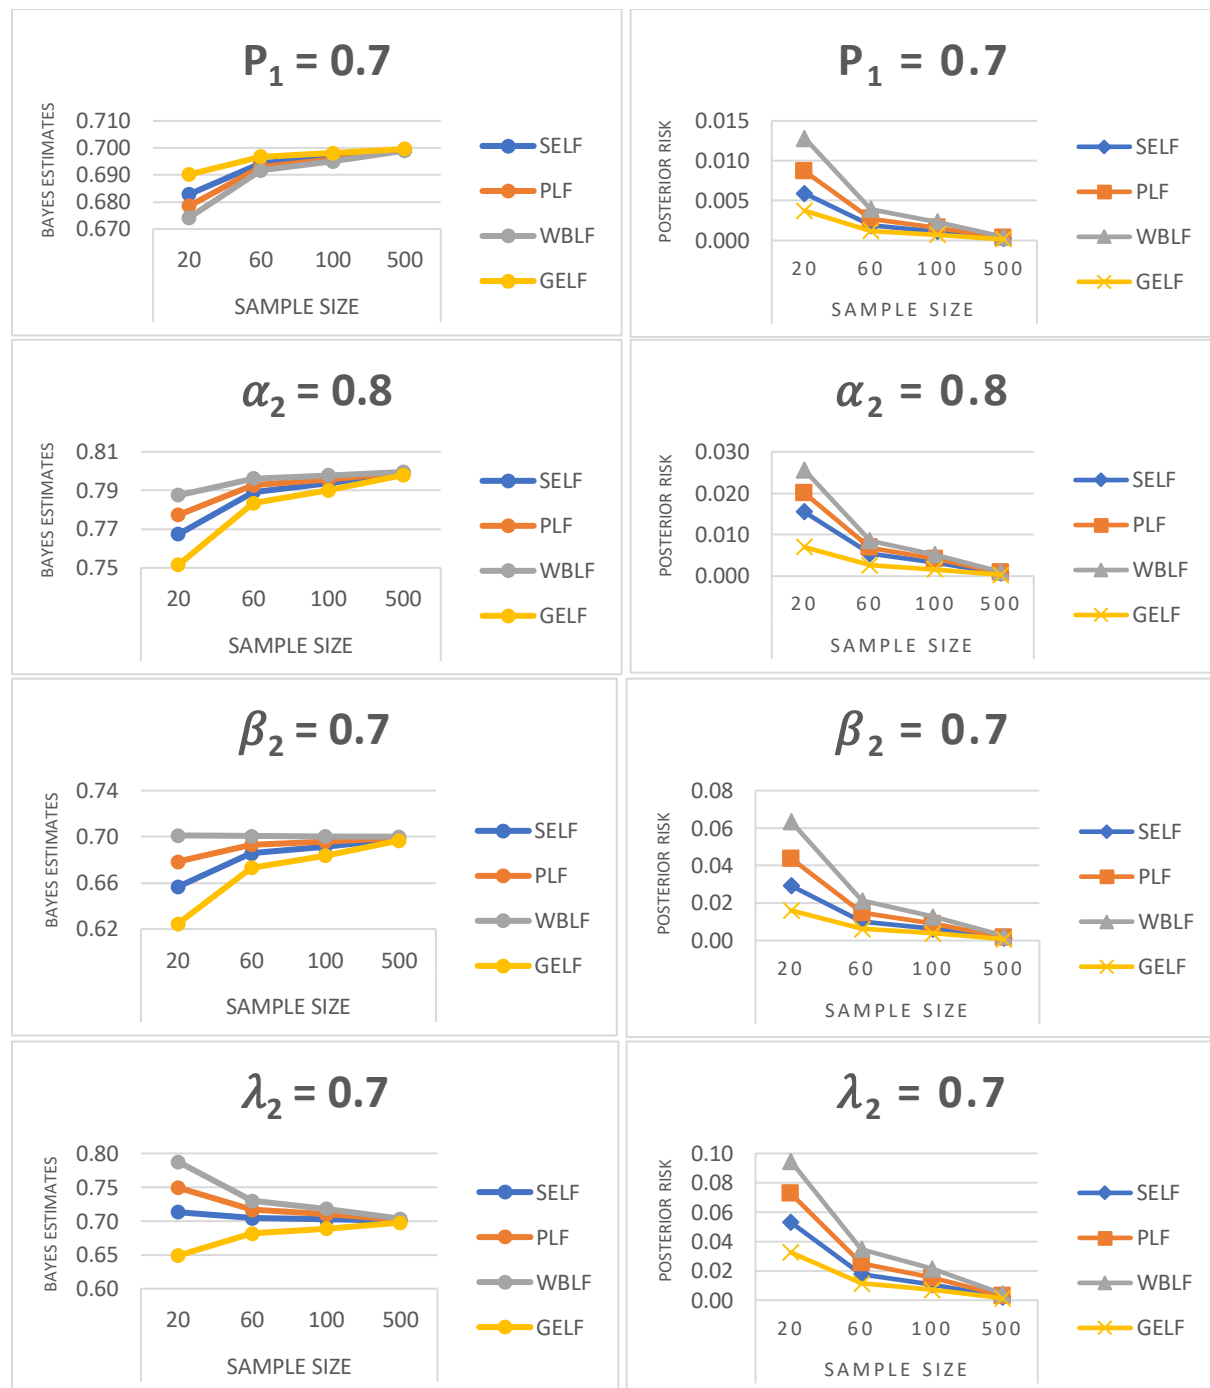 P₁ = 0.7
BAYES ESTIMATES
0.710
0.700
0.690
0.680
0.670
20 60 100 500
SAMPLE SIZE
SELF
PLF
WBLF
GELF
P₁ = 0.7
POSTERIOR RISK
0.015
0.010
0.005
0.000
20 60 100 500
SAMPLE SIZE
SELF
PLF
WBLF
GELF
α₂ = 0.8
BAYES ESTIMATES
0.81
0.79
0.77
0.75
20 60 100 500
SAMPLE SIZE
SELF
PLF
WBLF
GELF
α₂ = 0.8
POSTERIOR RISK
0.030
0.020
0.010
0.000
20 60 100 500
SAMPLE SIZE
SELF
PLF
WBLF
GELF
β₂ = 0.7
BAYES ESTIMATES
0.74
0.70
0.66
0.62
20 60 100 500
SAMPLE SIZE
SELF
PLF
WBLF
GELF
β₂ = 0.7
POSTERIOR RISK
0.08
0.06
0.04
0.02
0.00
20 60 100 500
SAMPLE SIZE
SELF
PLF
WBLF
GELF
λ₂ = 0.7
BAYES ESTIMATES
0.80
0.75
0.70
0.65
0.60
20 60 100 500
SAMPLE SIZE
SELF
PLF
WBLF
GELF
λ₂ = 0.7
POSTERIOR RISK
0.10
0.08
0.06
0.04
0.02
0.00
20 60 100 500
SAMPLE SIZE
SELF
PLF
WBLF
GELF